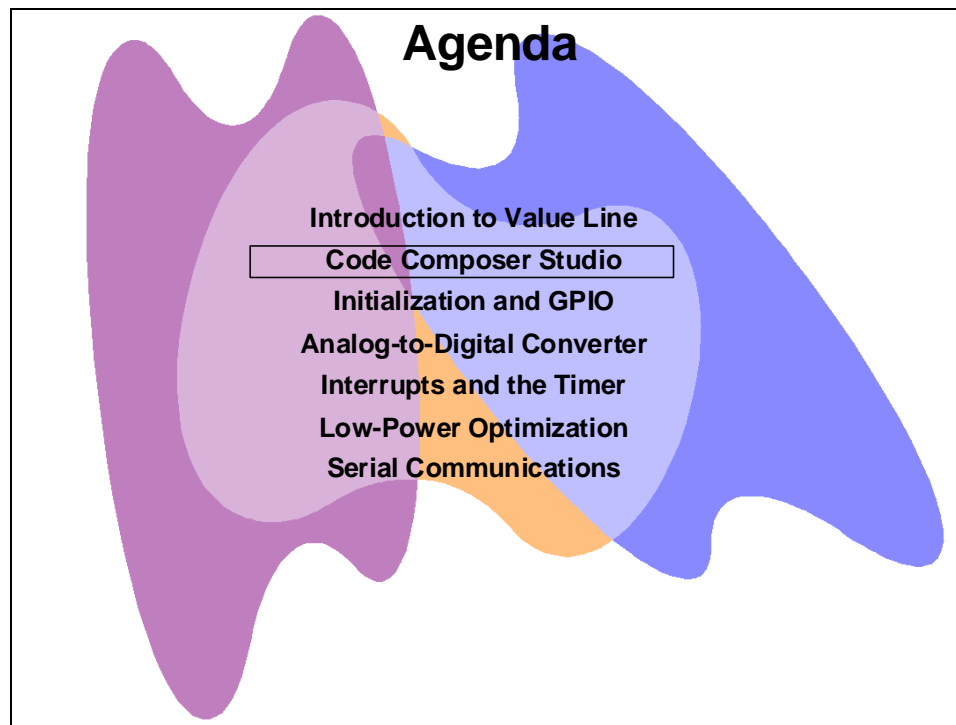 Agenda
Introduction to Value Line
Code Composer Studio
Initialization and GPIO
Analog-to-Digital Converter
Interrupts and the Timer
Low-Power Optimization
Serial Communications